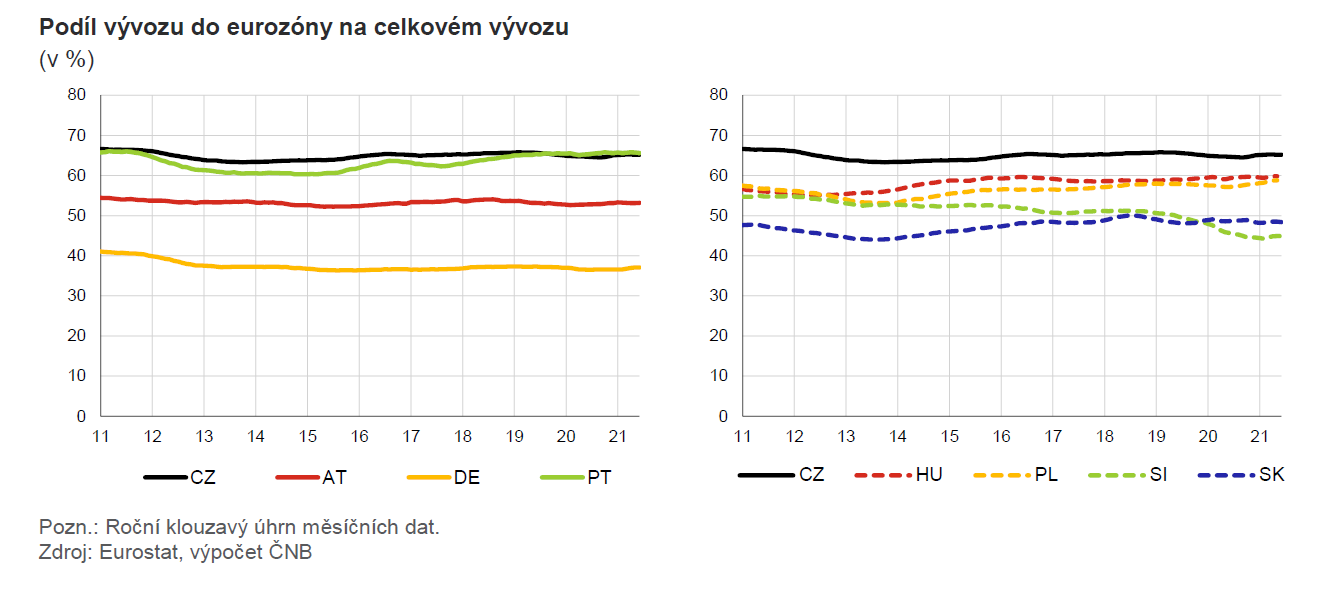 Podíl vývozu do eurozóny na celkovém vývozu
(v %)
80
70
60
50
40
30
20
10
0
11 12 13 14 15 16 17 18 19 20 21
CZ AT DE PT
80
70
60
50
40
30
20
10
0
11 12 13 14 15 16 17 18 19 20 21
CZ HU PL SI SK
Pozn.: Roční klouzavý úhrn měsíčních dat.
Zdroj: Eurostat, výpočet ČNB